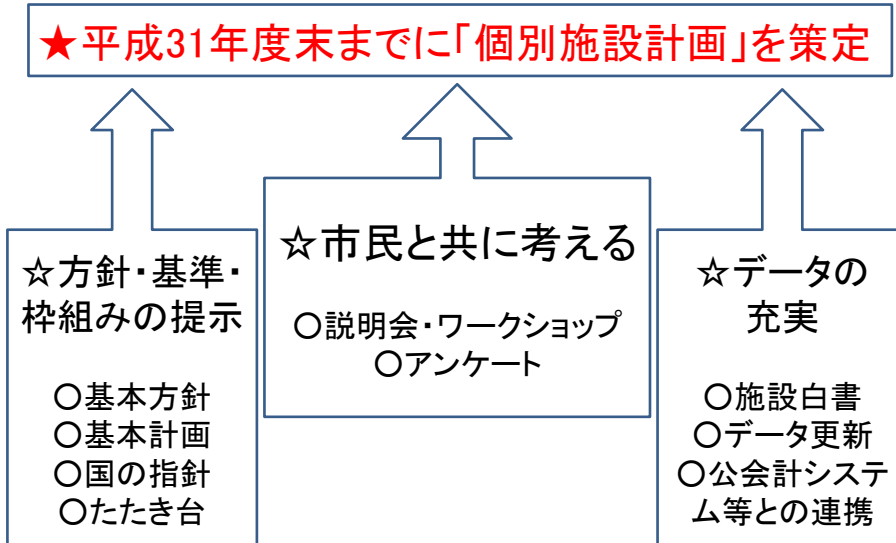 ★平成31年度末までに「個別施設計画」を策定
☆方針・基準・
枠組みの提示
○基本方針
○基本計画
○国の指針
○たたき台
☆市民と共に考える
○説明会・ワークショップ
○アンケート
☆データの
充実
○施設白書
○データ更新
○公会計システ
ム等との連携